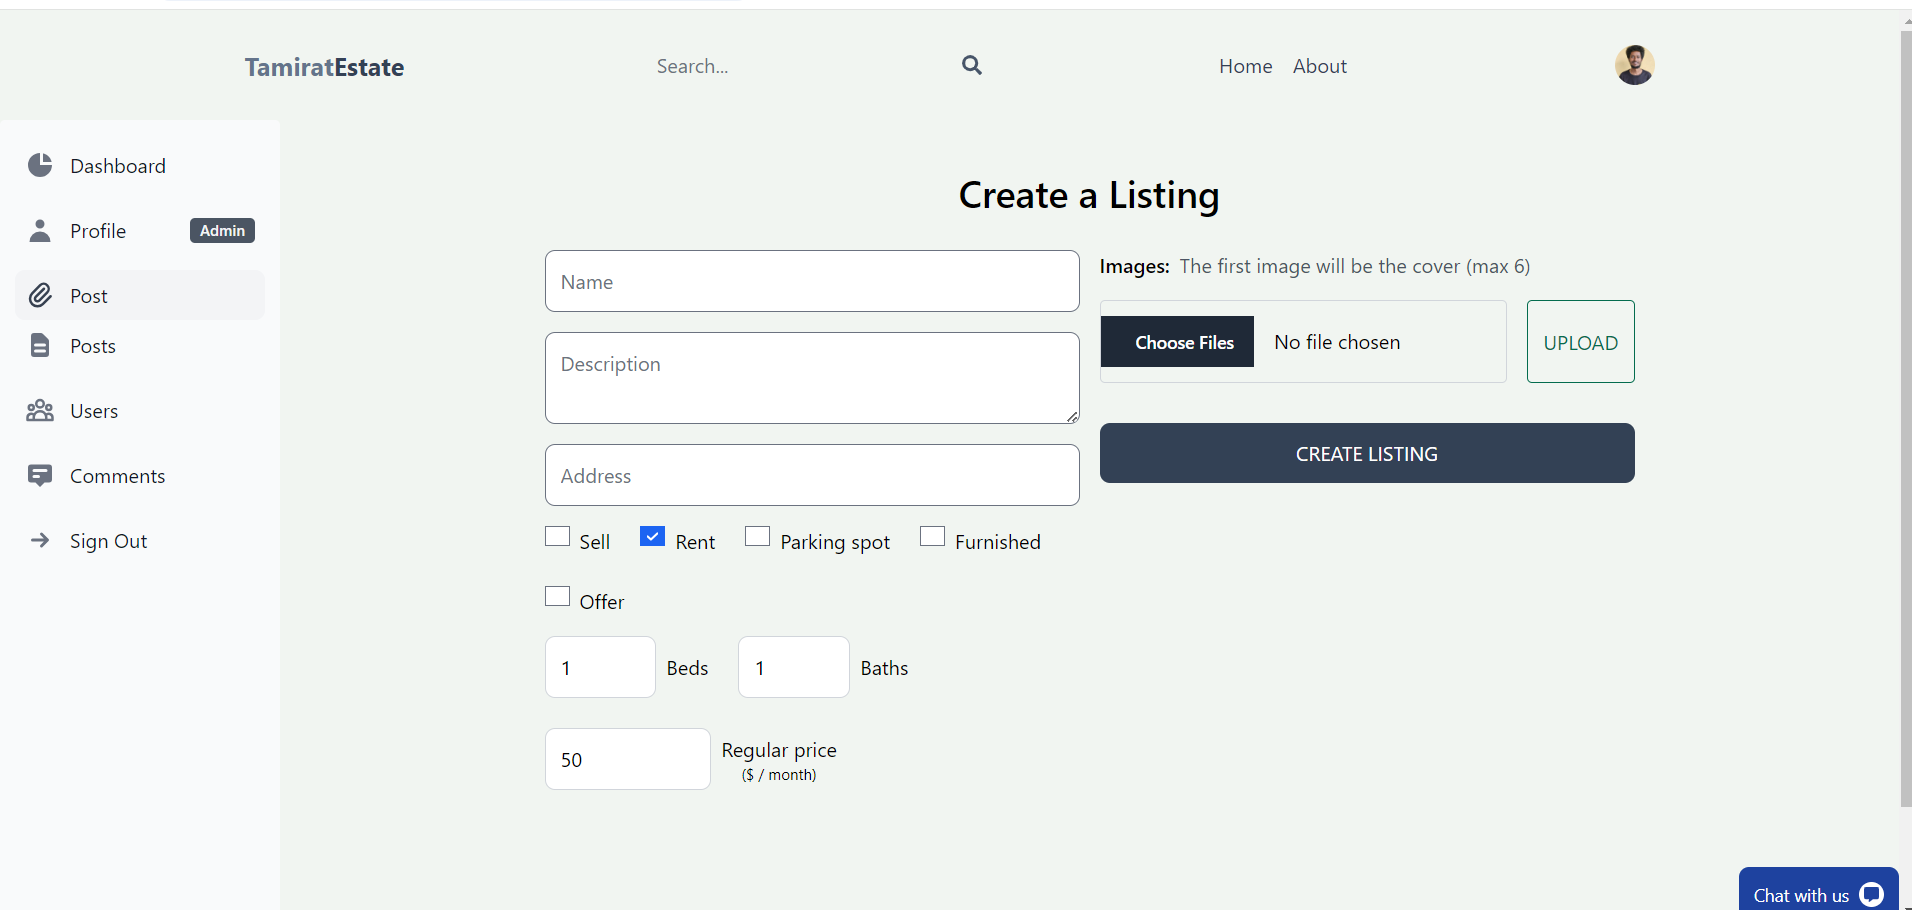 TamiratEstate
Search...
Home
About
Dashboard
Profile
Admin
Post
Posts
Users
Comments
Sign Out
Create a Listing
Name
Description
Address
Sell
Rent
Parking spot
Furnished
Offer
1
Beds
1
Baths
50
Regular price
($ / month)
Images: The first image will be the cover (max 6)
Choose Files
No file chosen
UPLOAD
CREATE LISTING
Chat with us